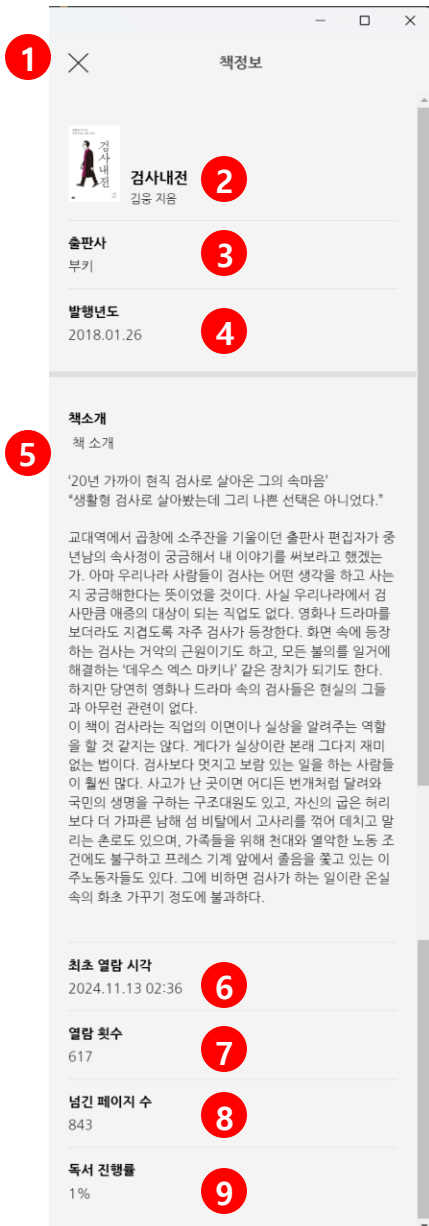 1
책정보
검사내전
검사내전
2
김웅 지음
출판사
부키
3
발행년도
2018.01.26
4
책소개
5
책 소개
‘20년 가까이 현직 검사로 살아온 그의 속마음’
“생활형 검사로 살아봤는데 그리 나쁜 선택은 아니었다.”
교대역에서 곱창에 소주잔을 기울이던 출판사 편집자가 중
년남의 속사정이 궁금해서 내 이야기를 써보라고 했겠는
가. 아마 우리나라 사람들이 검사는 어떤 생각을 하고 사는
지 궁금해한다는 뜻이었을 것이다. 사실 우리나라에서 검
사만큼 애증의 대상이 되는 직업도 없다. 영화나 드라마를
보더라도 지겹도록 자주 검사가 등장한다. 화면 속에 등장
하는 검사는 거악의 근원이기도 하고, 모든 불의를 일거에
해결하는 ‘데우스 엑스 마키나’ 같은 장치가 되기도 한다.
하지만 당연히 영화나 드라마 속의 검사들은 현실의 그들
과 아무런 관련이 없다.
이 책이 검사라는 직업의 이면이나 실상을 알려주는 역할
을 할 것 같지는 않다. 게다가 실상이란 본래 그다지 재미
없는 법이다. 검사보다 멋지고 보람 있는 일을 하는 사람들
이 훨씬 많다. 사고가 난 곳이면 어디든 번개처럼 달려와
국민의 생명을 구하는 구조대원도 있고, 자신의 굽은 허리
보다 더 가파른 남해 섬 비탈에서 고사리를 꺾어 데치고 말
리는 촌로도 있으며, 가족들을 위해 천대와 열악한 노동 조
건에도 불구하고 프레스 기계 앞에서 졸음을 쫓고 있는 이
주노동자들도 있다. 그에 비하면 검사가 하는 일이란 온실
속의 화초 가꾸기 정도에 불과하다.
최초 열람 시각
2024.11.13 02:36
6
열람 횟수
617
7
넘긴 페이지 수
843
8
독서 진행률
1%
9